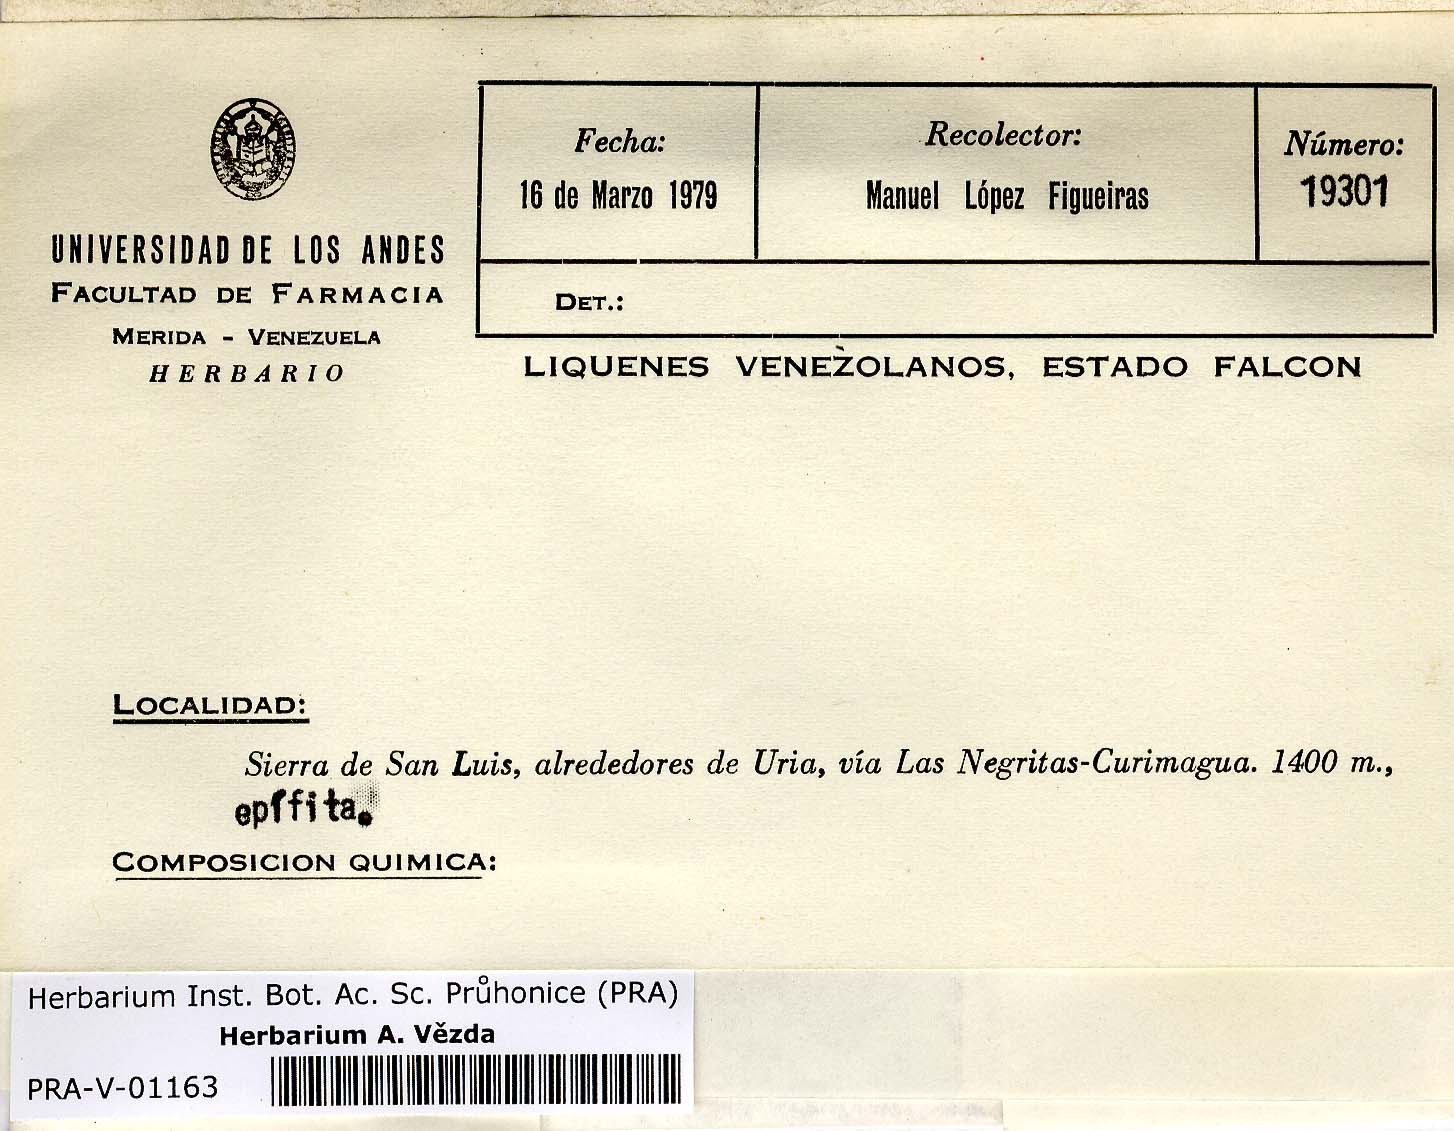 UNIVERSIDAD DE LOS ANDES
FACULTAD DE FARMACIA
MERIDA - VENEZUELA
HERBARIO
Fecha:
16 de Marzo 1979
Recolector:
Manuel López Figueiras
Número:
19301
DET.:
LIQUENES VENEZOLANOS, ESTADO FALCON
LOCALIDAD:
Sierra de San Luis, alrededores de Uria, vía Las Negritas-Curimagua. 1400 m.,
epífita.
COMPOSICION QUIMICA:
Herbarium Inst. Bot. Ac. Sc. Průhonice (PRA)
Herbarium A. Vězda
PRA-V-01163